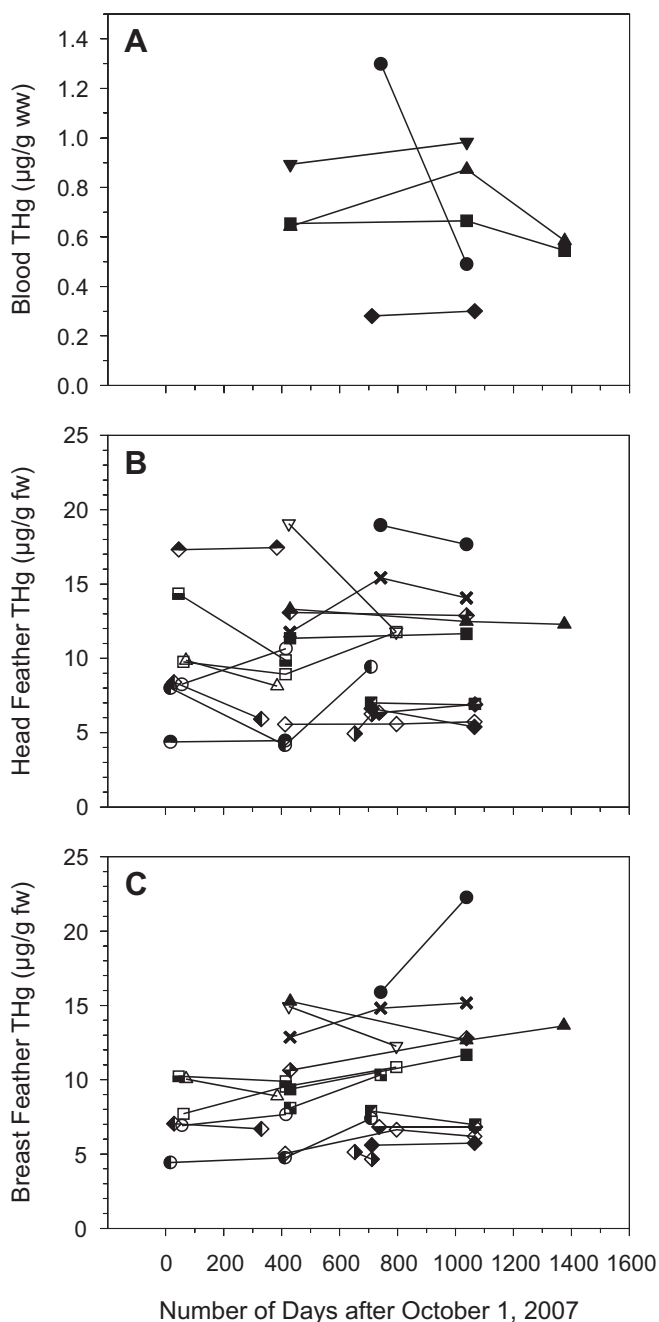 A
Blood THg (µg/g ww)
1.4
1.2
1.0
0.8
0.6
0.4
0.2
0.0
B
Head Feather THg (µg/g fw)
25
20
15
10
5
0
C
Breast Feather THg (µg/g fw)
25
20
15
10
5
0
0 200 400 600 800 1000 1200 1400 1600
Number of Days after October 1, 2007